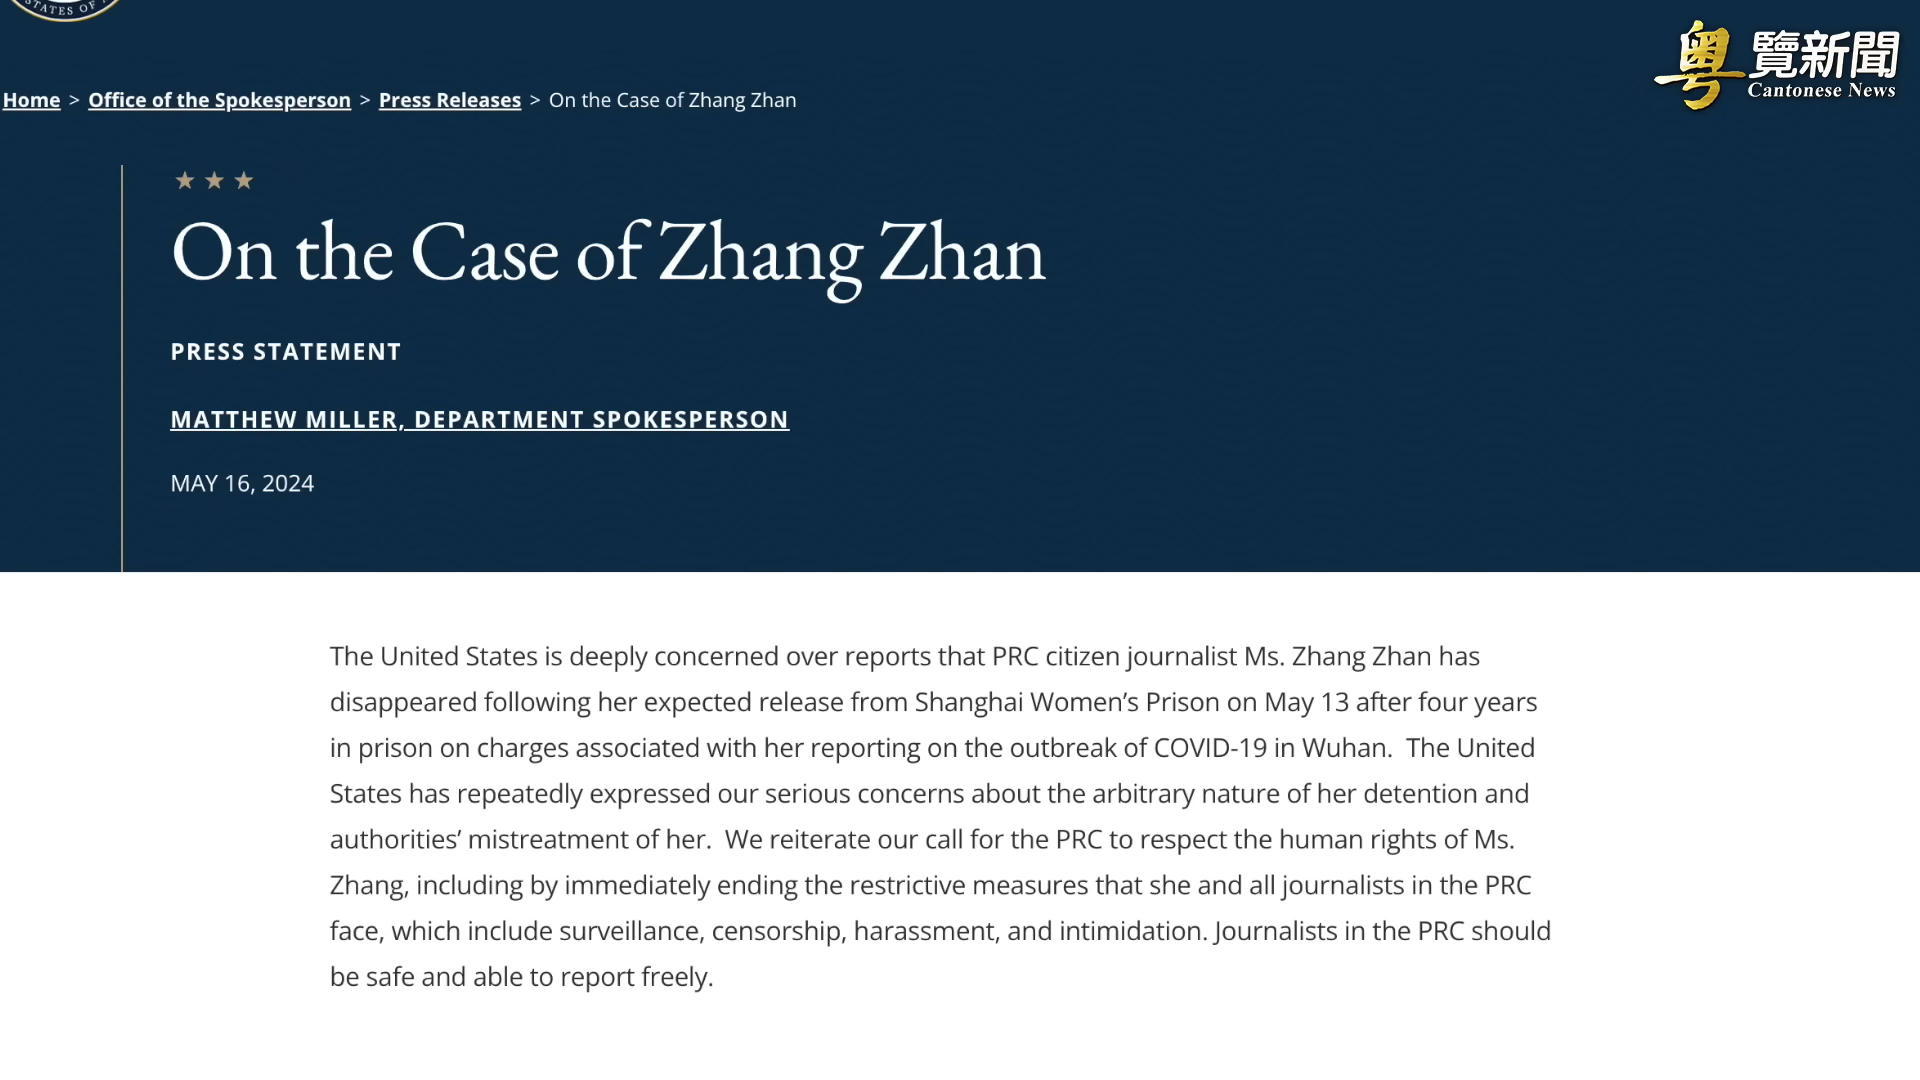 STATES OF
粵覽新聞
Cantonese News
Home > Office of the Spokesperson > Press Releases > On the Case of Zhang Zhan
On the Case of Zhang Zhan
PRESS STATEMENT
MATTHEW MILLER, DEPARTMENT SPOKESPERSON
MAY 16, 2024
The United States is deeply concerned over reports that PRC citizen journalist Ms. Zhang Zhan has
disappeared following her expected release from Shanghai Women’s Prison on May 13 after four years
in prison on charges associated with her reporting on the outbreak of COVID-19 in Wuhan.  The United
States has repeatedly expressed our serious concerns about the arbitrary nature of her detention and
authorities’ mistreatment of her.  We reiterate our call for the PRC to respect the human rights of Ms.
Zhang, including by immediately ending the restrictive measures that she and all journalists in the PRC
face, which include surveillance, censorship, harassment, and intimidation. Journalists in the PRC should
be safe and able to report freely.